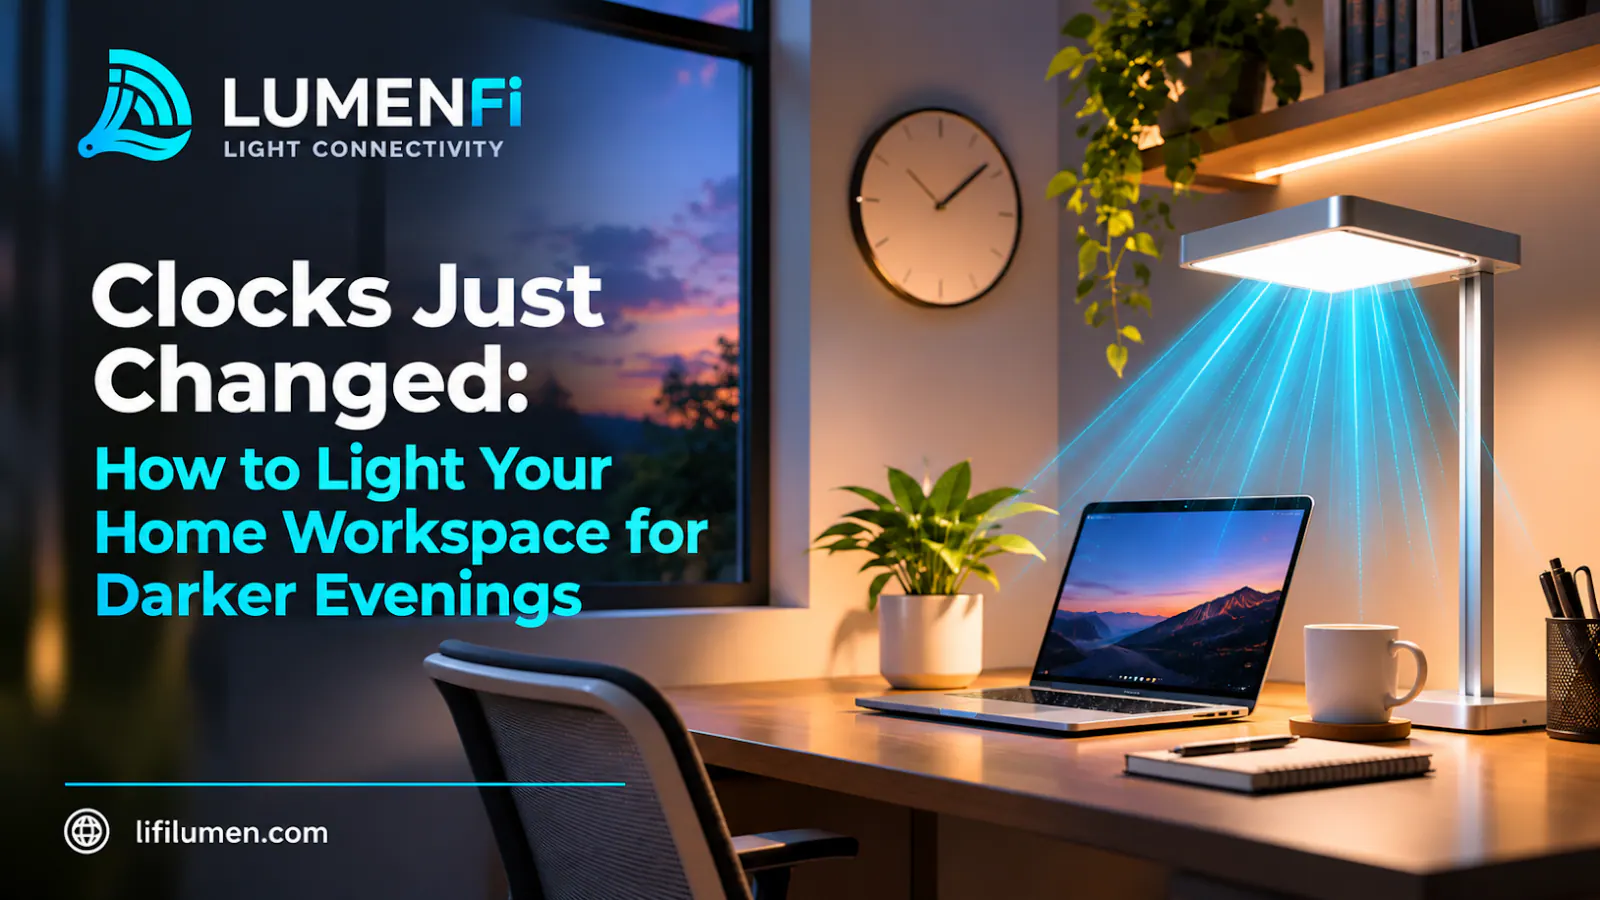 LUMENFi
LIGHT CONNECTIVITY
Clocks Just
Changed:
How to Light Your
Home Workspace for
Darker Evenings
lifilumen.com